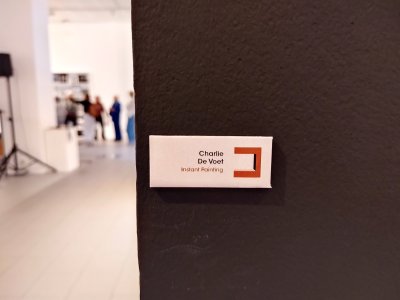 Charlie
De Voet
Instant Painting